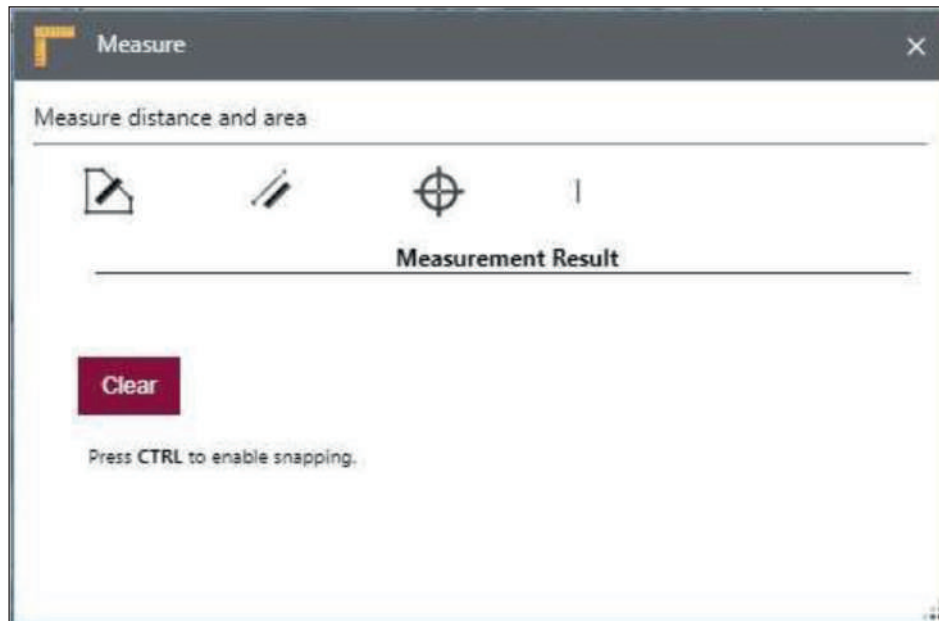 Measure
Measure distance and area
Measurement Result
Clear
Press CTRL to enable snapping.